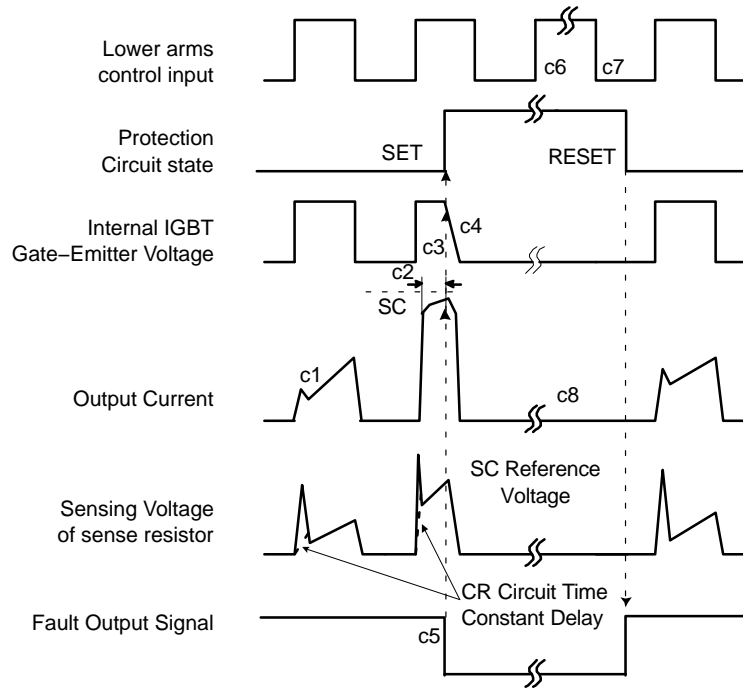 Lower arms
control input
c6
c7
Protection
Circuit state
SET
RESET
Internal IGBT
Gate−Emitter Voltage
c4
c3
c2
SC
c1
Output Current
c8
SC Reference
Voltage
Sensing Voltage
of sense resistor
CR Circuit Time
Constant Delay
Fault Output Signal
c5